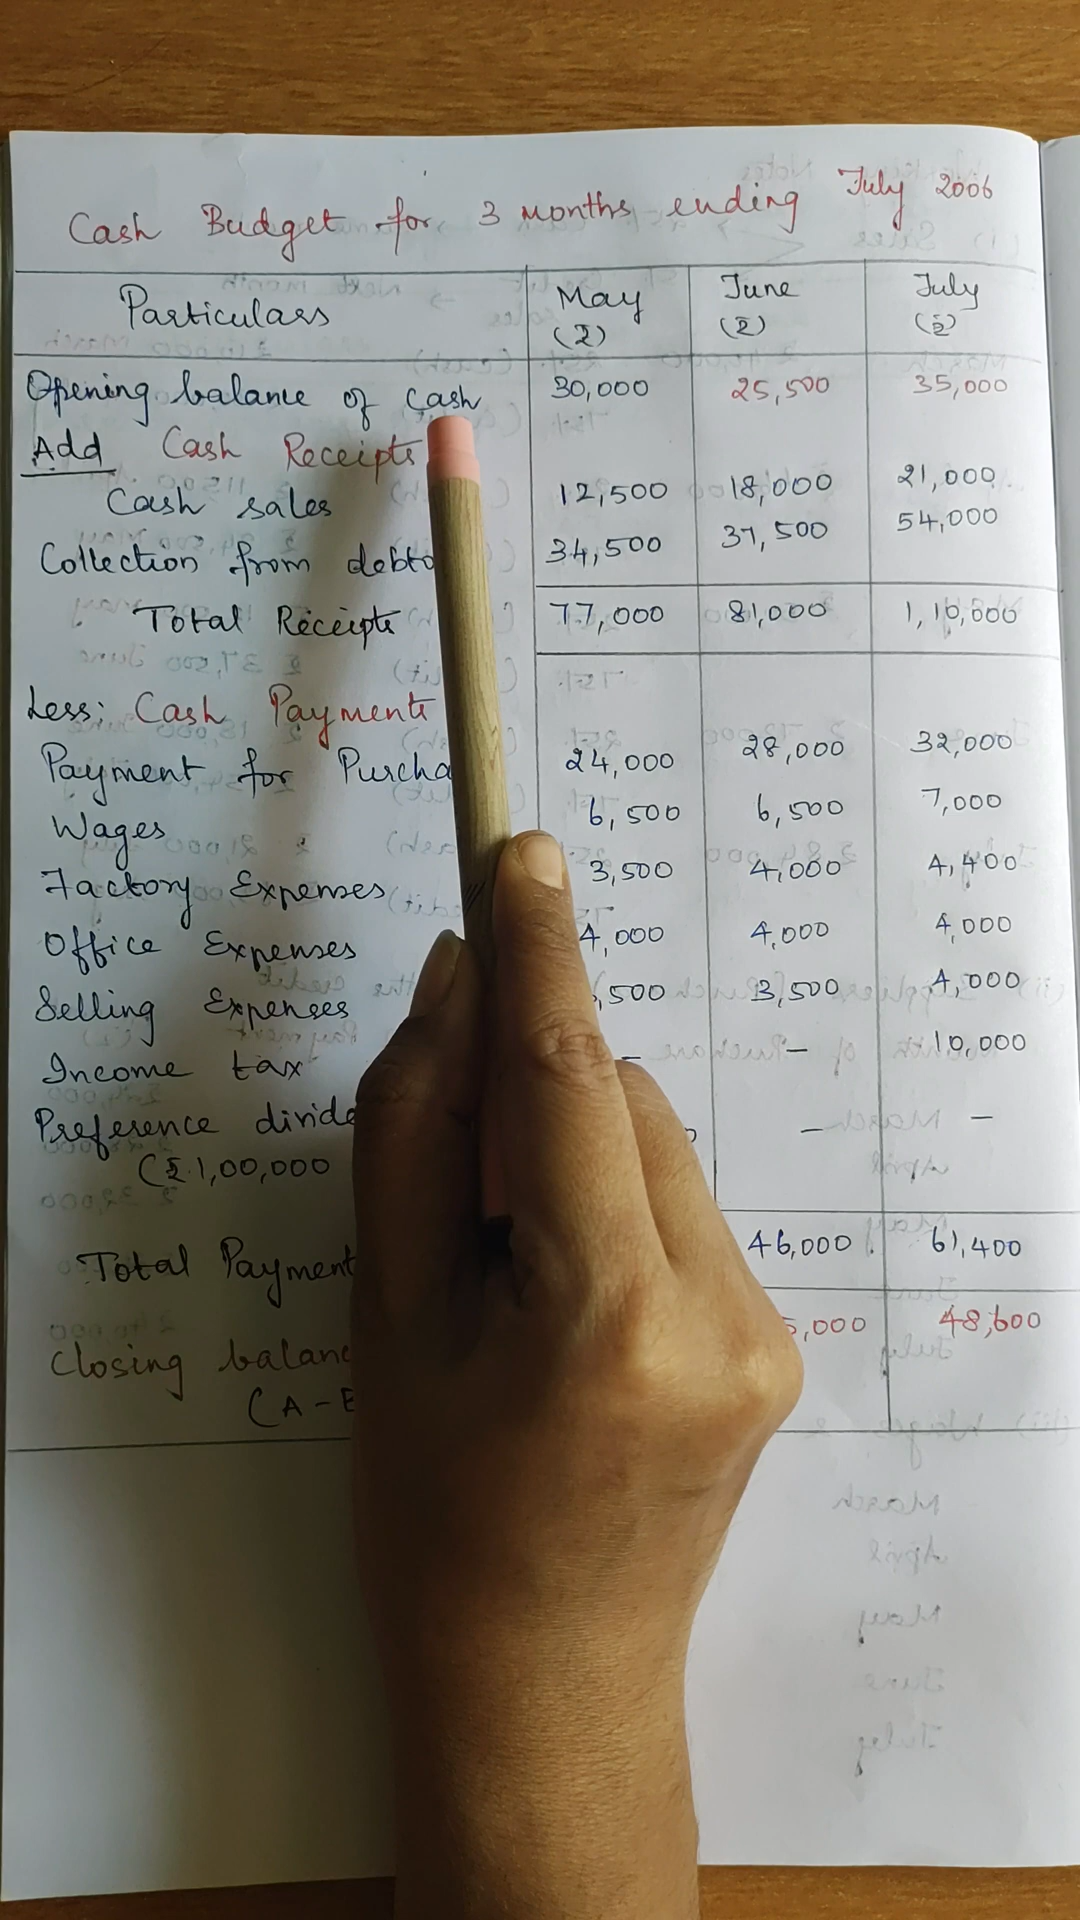 Cash Budget for 3 months ending July 2006
Particulars May June July
(₹) (₹) (₹)
Opening balance of cash 30,000 25,500 35,000
Add Cash Receipts
Cash sales 12,500 18,000 21,000
Collection from debto 34,500 37,500 54,000
Total Receipts 77,000 81,000 1,10,000
Less: Cash Payments
Payment for Purcha 24,000 28,000 32,000
Wages 6,500 6,500 7,000
Factory Expenses 3,500 4,000 4,400
Office Expenses 4,000 4,000 4,000
Selling Expenses ,500 3,500 4,000
Income tax – – 10,000
Preference divide – –
(₹ 1,00,000
Total Payment 46,000 61,400
Closing balanc 5,000 48,600
(A -